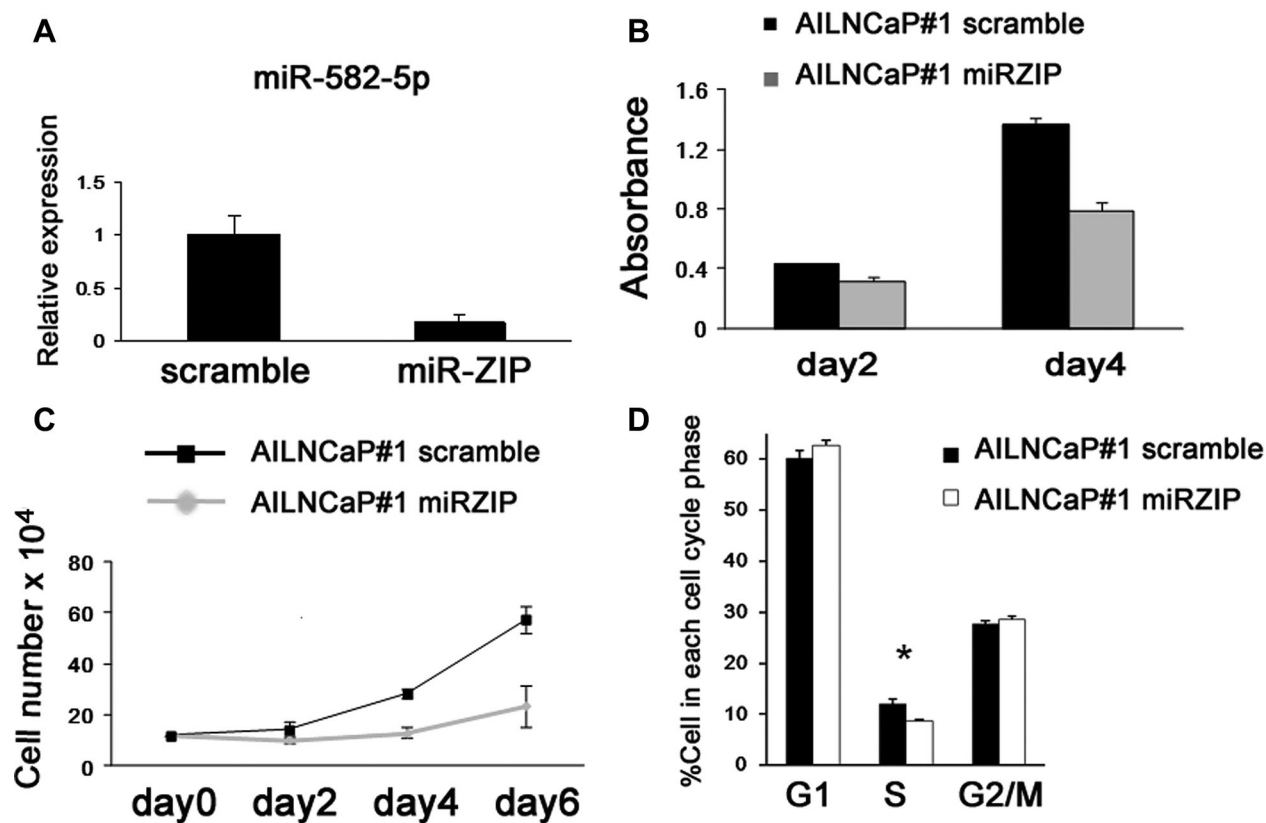 A
miR-582-5p
Relative expression
1.5
1
0.5
0
scramble
miR-ZIP
B
AILNCaP#1 scramble
AILNCaP#1 miRZIP
Absorbance
1.6
1.2
0.8
0.4
0
day2
day4
C
AILNCaP#1 scramble
AILNCaP#1 miRZIP
Cell number x 10⁴
80
60
40
20
0
day0
day2
day4
day6
D
AILNCaP#1 scramble
AILNCaP#1 miRZIP
%Cell in each cell cycle phase
60
50
40
30
20
10
0
*
G1
S
G2/M